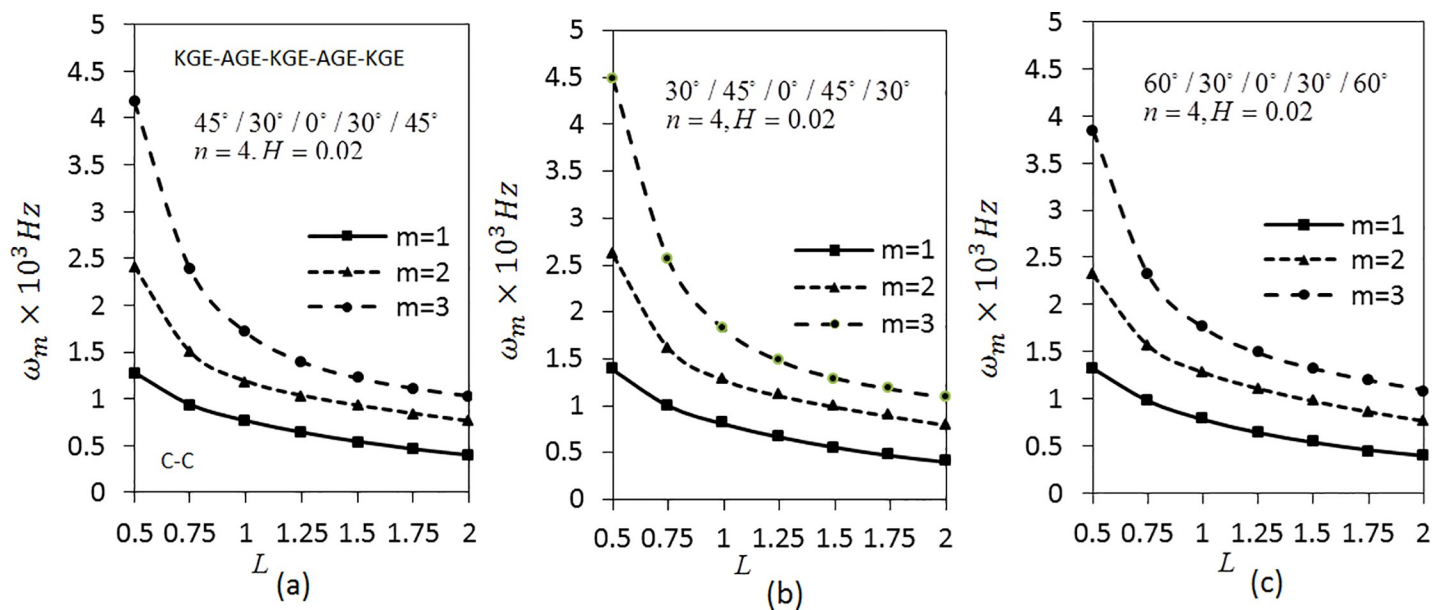 5
4.5
4
3.5
3
2.5
2
1.5
1
0.5
0
ωₘ × 10³ Hz
KGE-AGE-KGE-AGE-KGE
45° / 30° / 0° / 30° / 45°
n = 4, H = 0.02
m=1
m=2
m=3
C-C
0.5 0.75 1 1.25 1.5 1.75 2
L
(a)
5
4.5
4
3.5
3
2.5
2
1.5
1
0.5
0
ωₘ × 10³ Hz
30° / 45° / 0° / 45° / 30°
n = 4, H = 0.02
m=1
m=2
m=3
0.5 0.75 1 1.25 1.5 1.75 2
L
(b)
5
4.5
4
3.5
3
2.5
2
1.5
1
0.5
0
ωₘ × 10³ Hz
60° / 30° / 0° / 30° / 60°
n = 4, H = 0.02
m=1
m=2
m=3
0.5 0.75 1 1.25 1.5 1.75 2
L
(c)